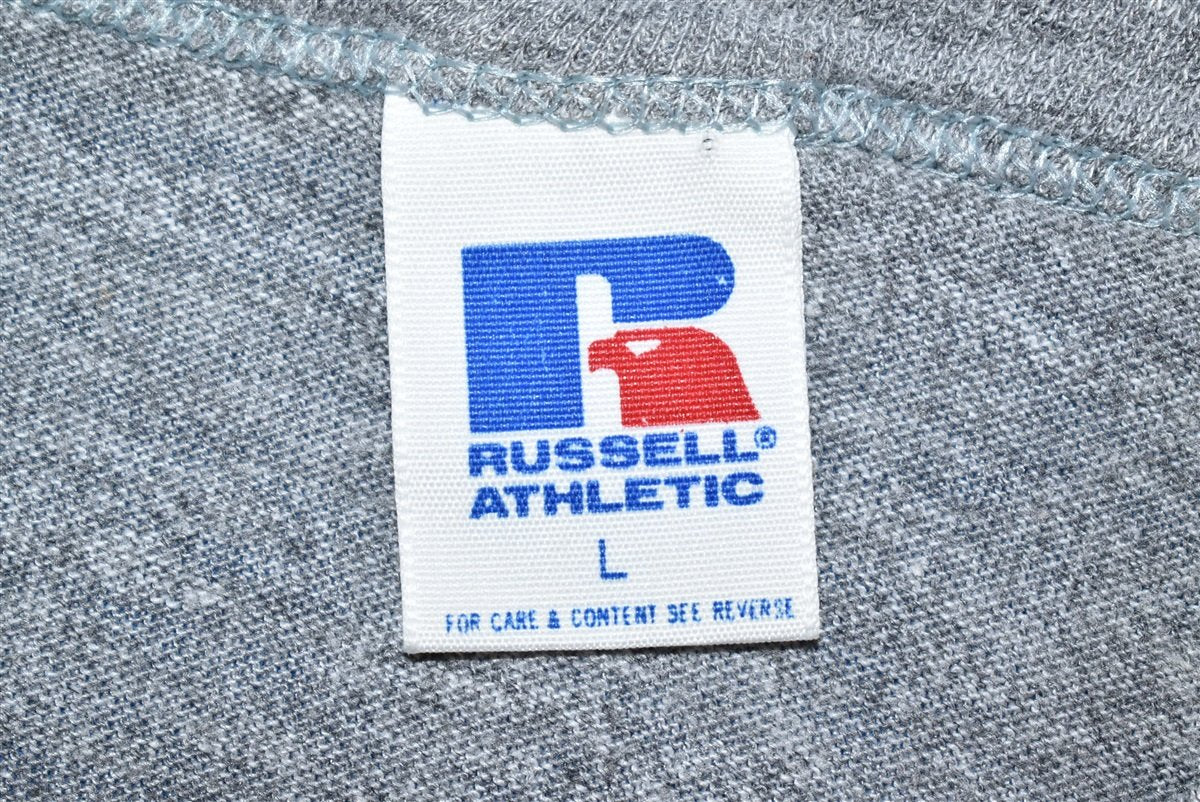 R
RUSSELL®
ATHLETIC
L
FOR CARE & CONTENT SEE REVERSE